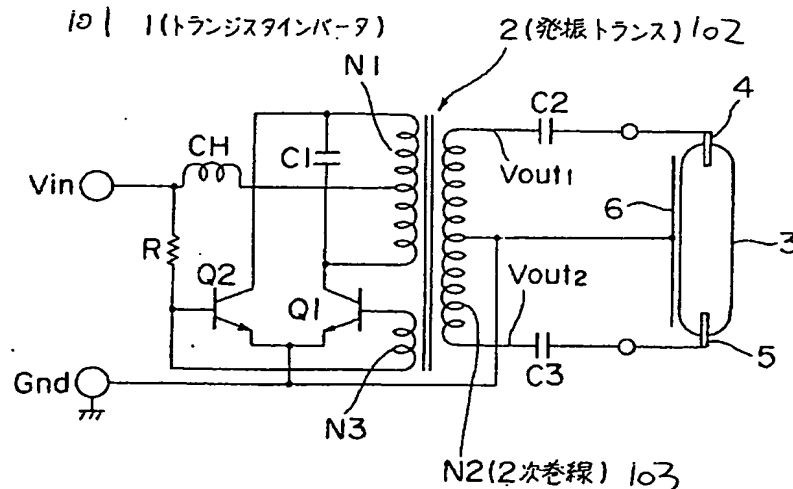 101 1(トランジスタインバータ)
2(発振トランス) 102
N1
C2
4
CH
C1
Vin
Vout1
6
3
R
Q2
Q1
Vout2
5
C3
Gnd
N3
N2(2次巻線) 103